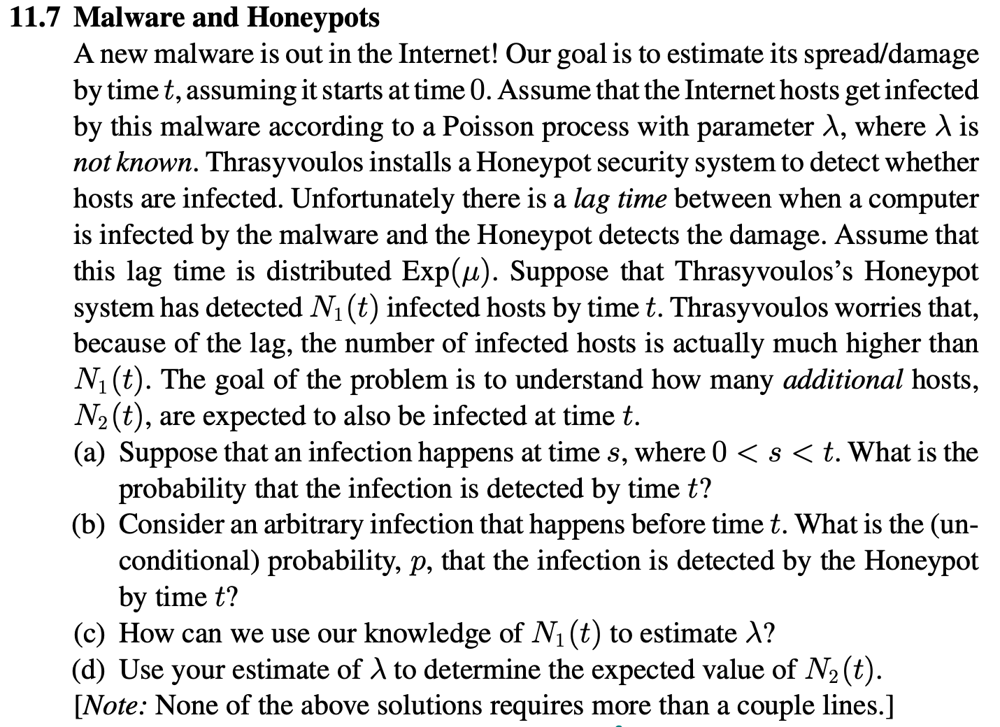 11.7 Malware and Honeypots
A new malware is out in the Internet! Our goal is to estimate its spread/damage
by time t, assuming it starts at time 0. Assume that the Internet hosts get infected
by this malware according to a Poisson process with parameter λ, where λ is
not known. Thrasyvoulos installs a Honeypot security system to detect whether
hosts are infected. Unfortunately there is a lag time between when a computer
is infected by the malware and the Honeypot detects the damage. Assume that
this lag time is distributed Exp(μ). Suppose that Thrasyvoulos's Honeypot
system has detected N₁(t) infected hosts by time t. Thrasyvoulos worries that,
because of the lag, the number of infected hosts is actually much higher than
N₁(t). The goal of the problem is to understand how many additional hosts,
N₂(t), are expected to also be infected at time t.
(a) Suppose that an infection happens at time s, where 0 < s < t. What is the
probability that the infection is detected by time t?
(b) Consider an arbitrary infection that happens before time t. What is the (un-
conditional) probability, p, that the infection is detected by the Honeypot
by time t?
(c) How can we use our knowledge of N₁(t) to estimate λ?
(d) Use your estimate of λ to determine the expected value of N₂(t).
[Note: None of the above solutions requires more than a couple lines.]